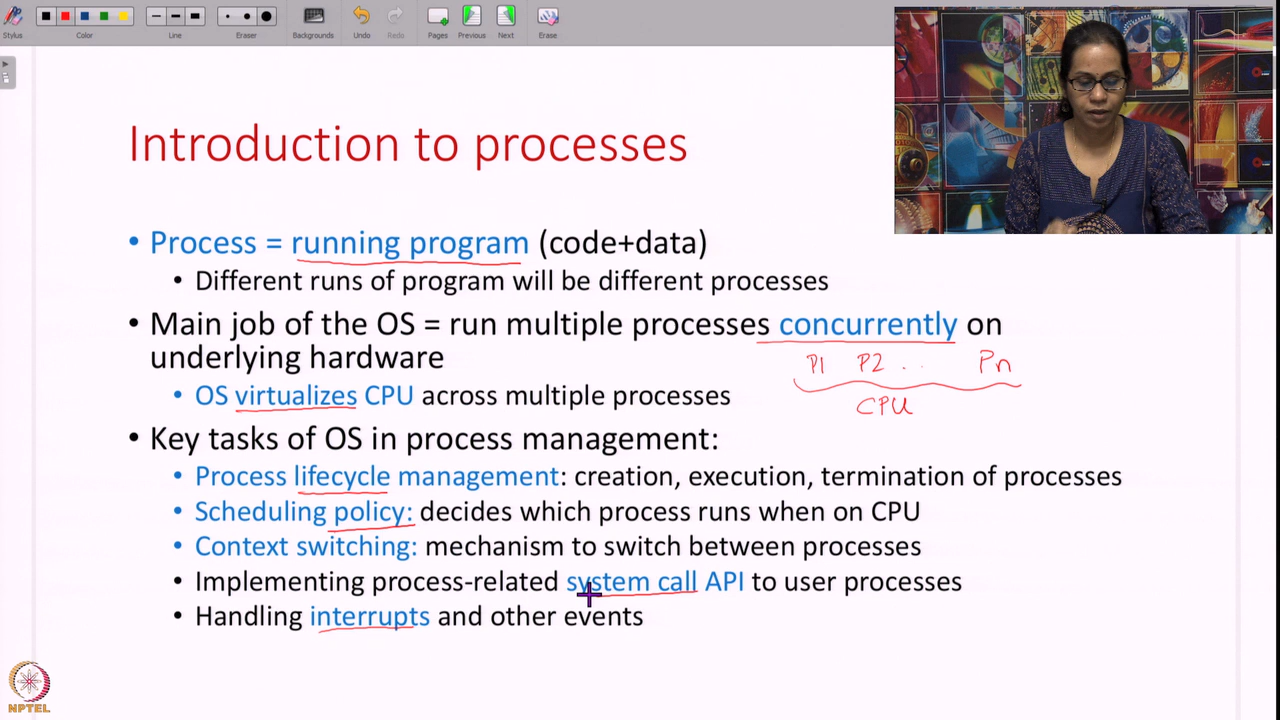 Stylus Color Line Eraser Backgrounds Undo Redo Pages Previous Next Erase
Introduction to processes
• Process = running program (code+data)
• Different runs of program will be different processes
• Main job of the OS = run multiple processes concurrently on
underlying hardware
P1 P2 .. Pn
• OS virtualizes CPU across multiple processes
CPU
• Key tasks of OS in process management:
• Process lifecycle management: creation, execution, termination of processes
• Scheduling policy: decides which process runs when on CPU
• Context switching: mechanism to switch between processes
• Implementing process-related system call API to user processes
• Handling interrupts and other events
NPTEL